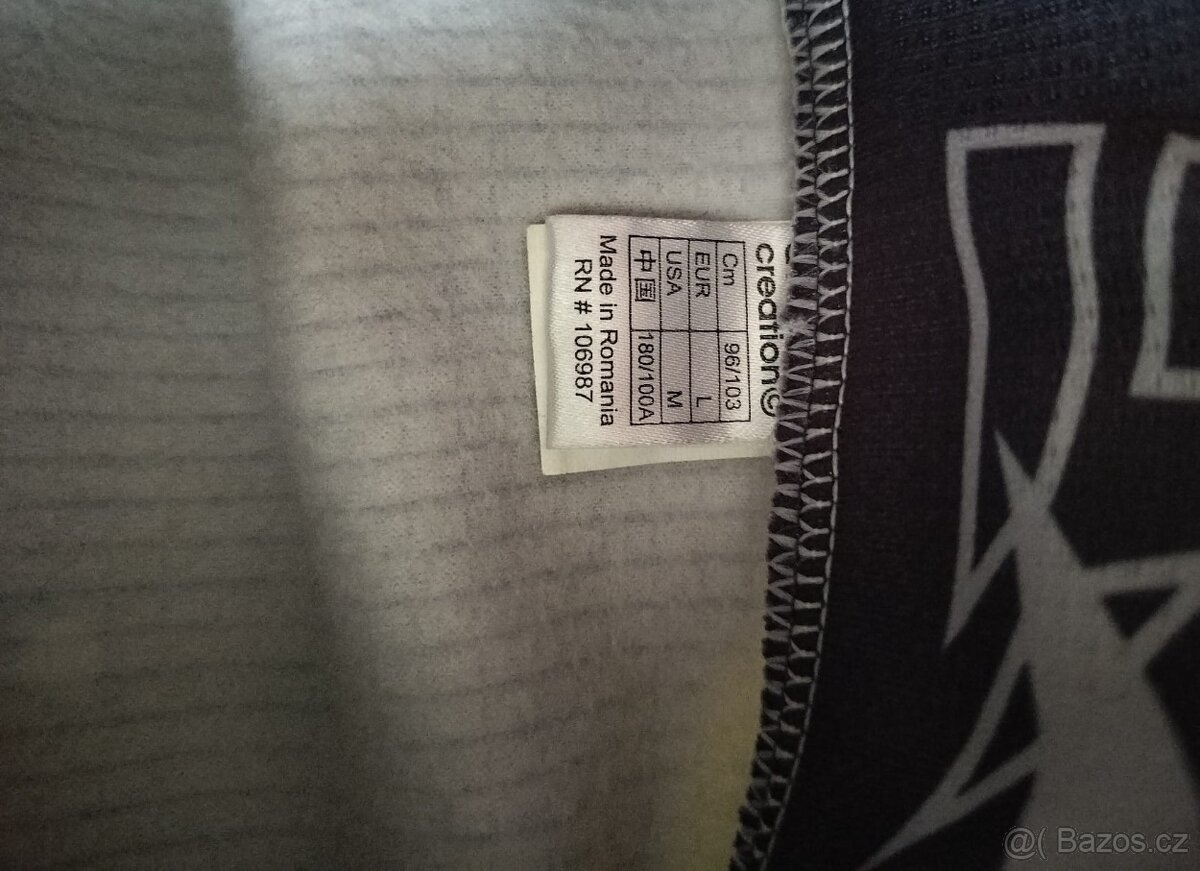 creation©
Cm 96/103
EUR L
USA M
中国 180/100A
Made in Romania
RN # 106987
@( Bazos.cz